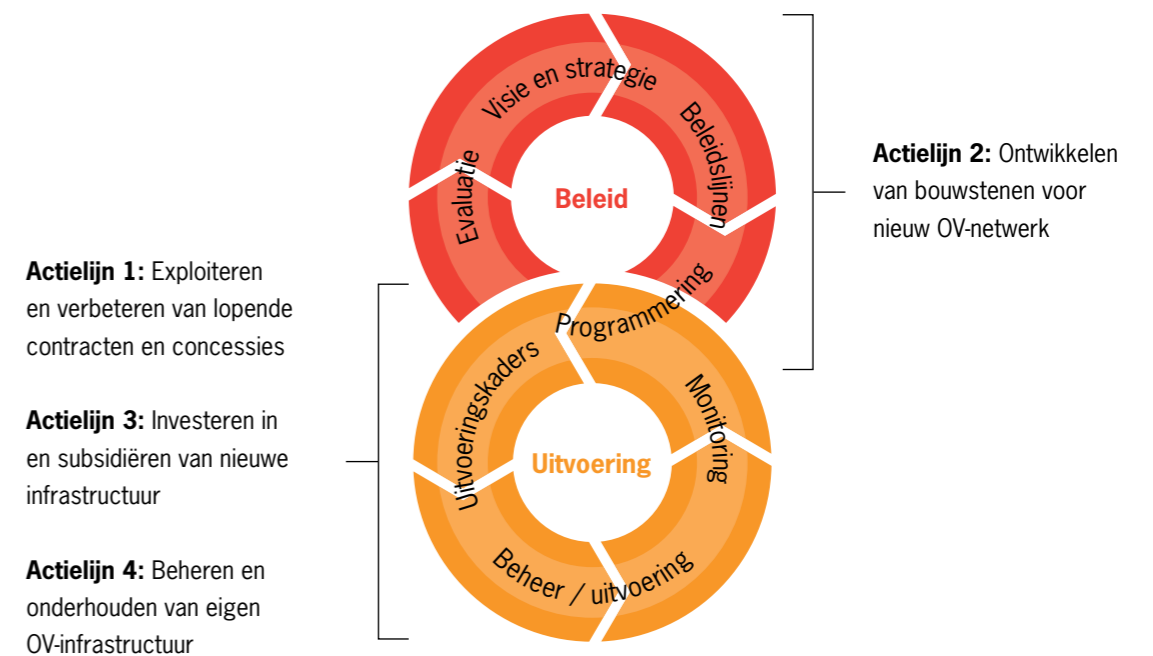 Visie en strategie
Beleidslijnen
Evaluatie
Beleid
Programmering
Actielijn 2: Ontwikkelen
van bouwstenen voor
nieuw OV-netwerk
Actielijn 1: Exploiteren
en verbeteren van lopende
contracten en concessies
Actielijn 3: Investeren in
en subsidiëren van nieuwe
infrastructuur
Actielijn 4: Beheren en
onderhouden van eigen
OV-infrastructuur
Uitvoeringskaders
Monitoring
Uitvoering
Beheer / uitvoering